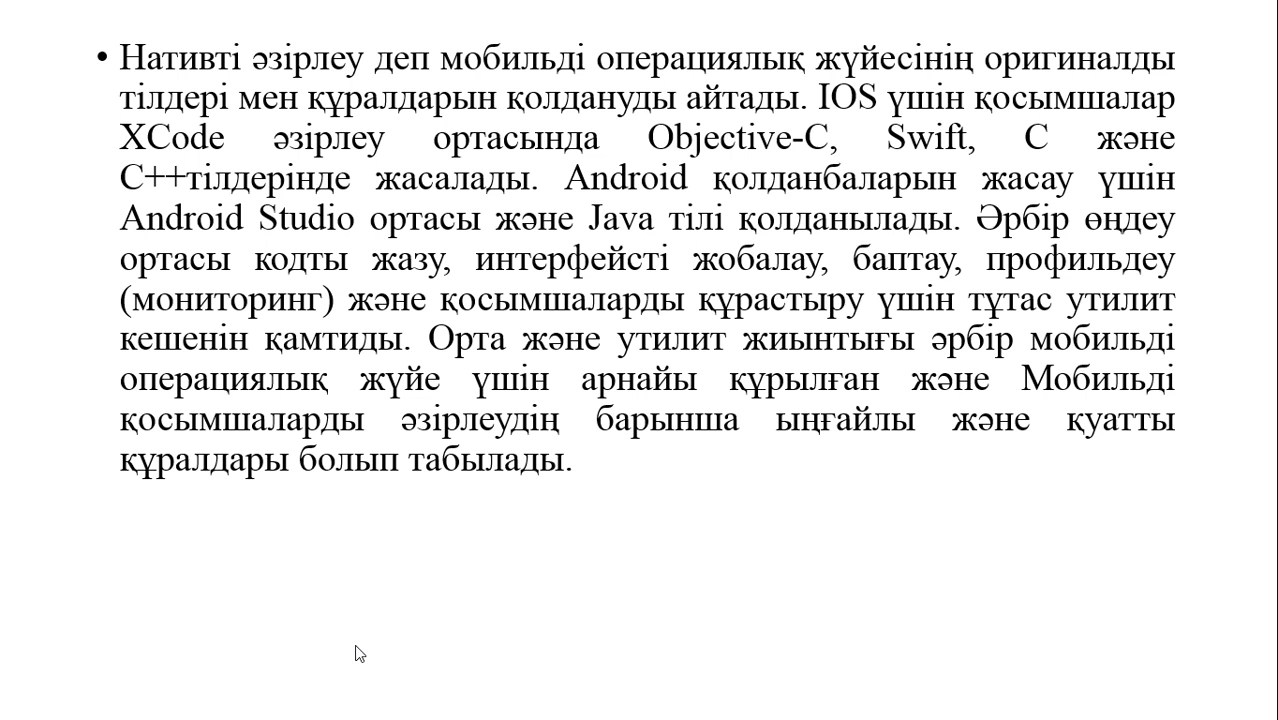 • Нативті әзірлеу деп мобильді операциялық жүйесінің оригиналды
тілдері мен құралдарын қолдануды айтады. IOS үшін қосымшалар
XCode әзірлеу ортасында Objective-C, Swift, C және
C++тілдерінде жасалады. Android қолданбаларын жасау үшін
Android Studio ортасы және Java тілі қолданылады. Әрбір өңдеу
ортасы кодты жазу, интерфейсті жобалау, баптау, профильдеу
(мониторинг) және қосымшаларды құрастыру үшін тұтас утилит
кешенін қамтиды. Орта және утилит жиынтығы әрбір мобильді
операциялық жүйе үшін арнайы құрылған және Мобильді
қосымшаларды әзірлеудің барынша ыңғайлы және қуатты
құралдары болып табылады.